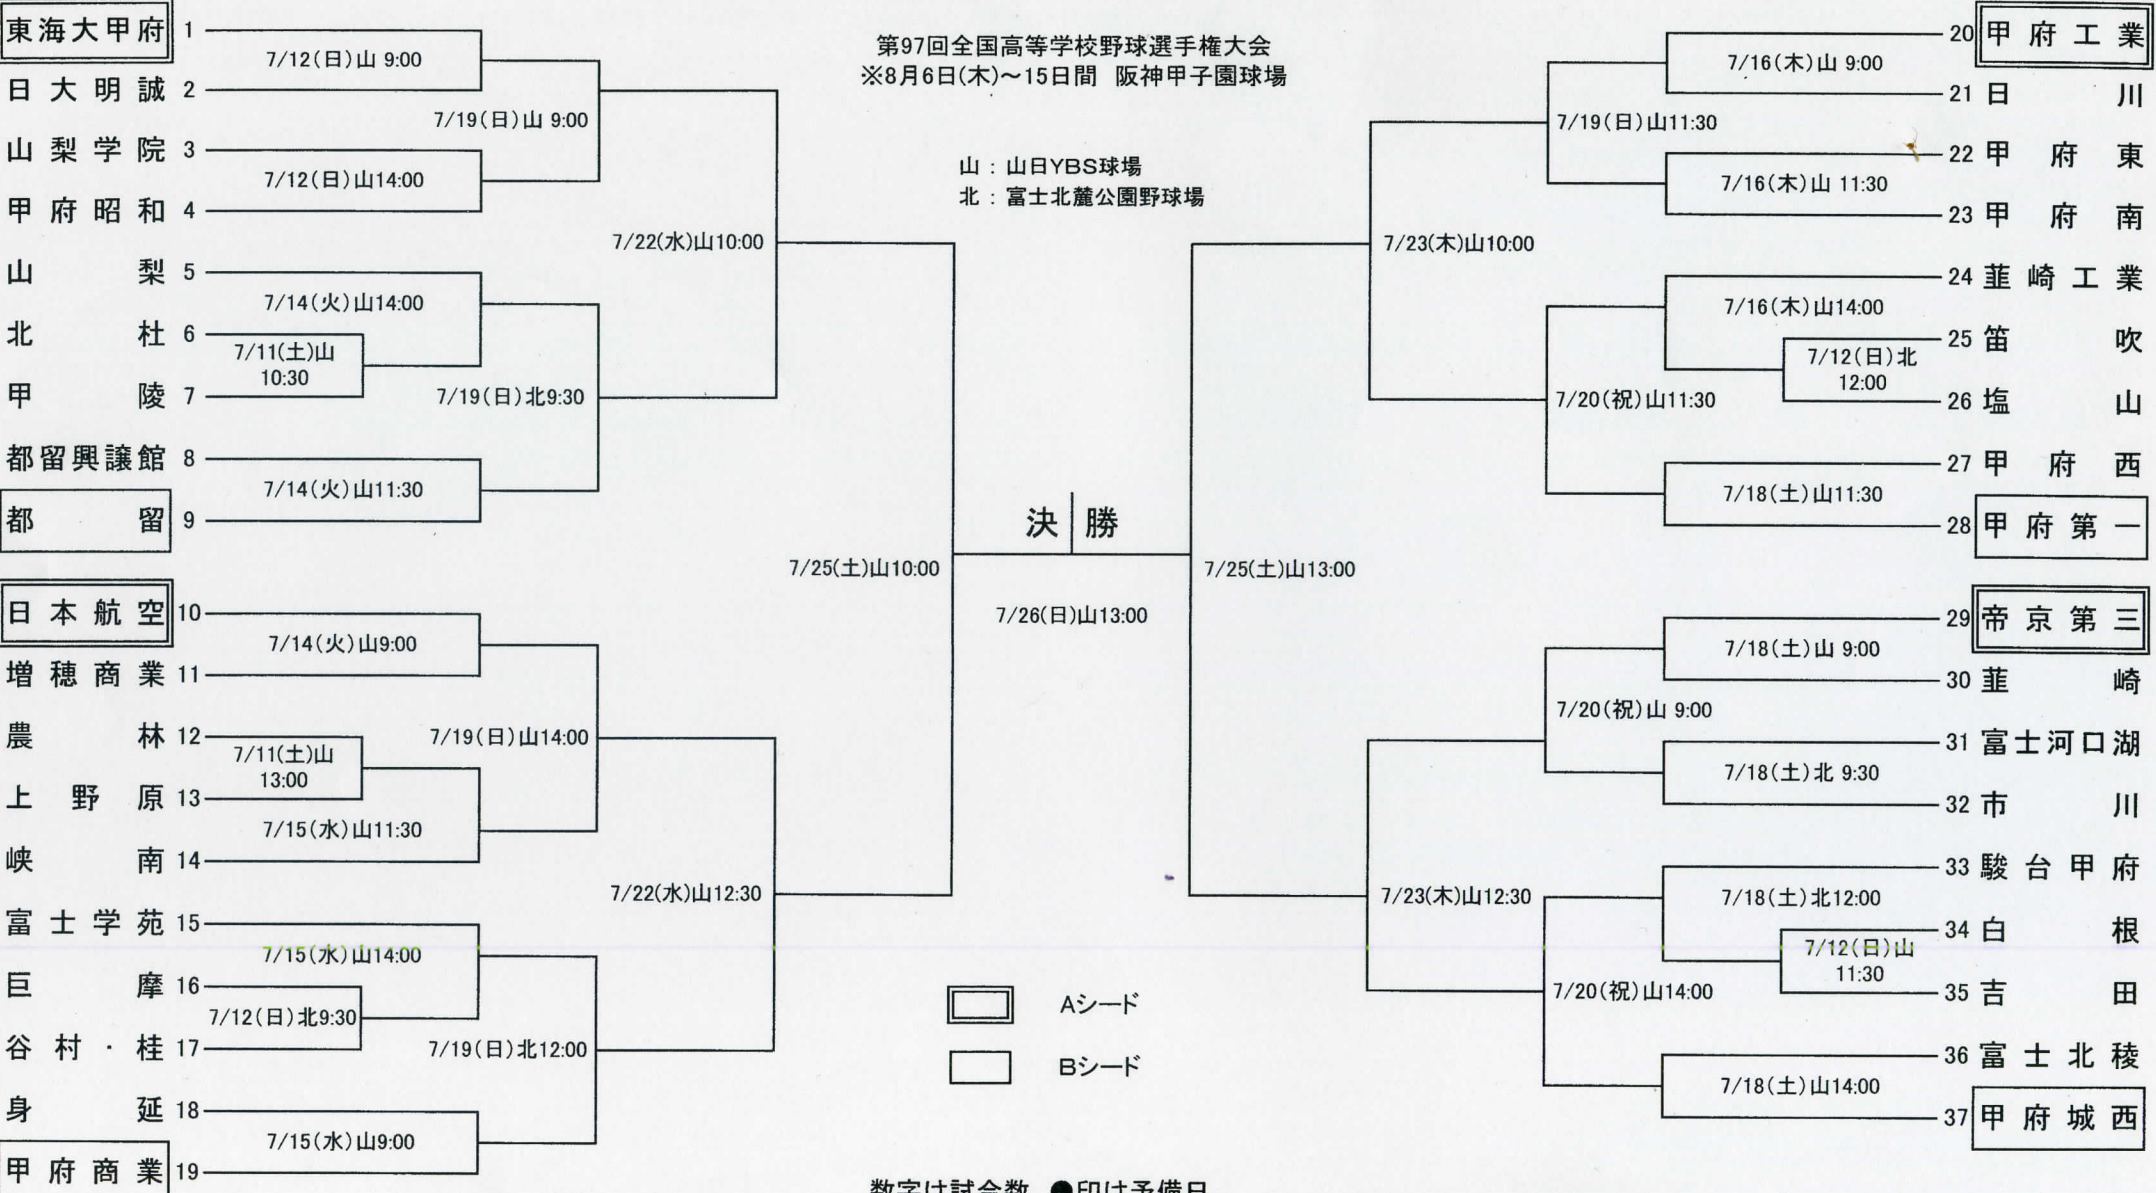 第97回全国高等学校野球選手権大会
※8月6日(木)～15日間 阪神甲子園球場
山：山日YBS球場
北：富士北麓公園野球場
東海大甲府 1
7/12(日)山 9:00
日大明誠 2
7/19(日)山 9:00
山梨学院 3
7/12(日)山14:00
甲府昭和 4
7/22(水)山10:00
山梨 5
7/14(火)山14:00
北杜 6
7/11(土)山
10:30
甲陵 7
7/19(日)北9:30
都留興譲館 8
7/14(火)山11:30
都留 9
7/25(土)山10:00
日本航空 10
7/14(火)山9:00
増穂商業 11
農林 12
7/19(日)山14:00
7/11(土)山
13:00
上野原 13
7/15(水)山11:30
峡南 14
7/22(水)山12:30
富士学苑 15
7/15(水)山14:00
巨摩 16
7/12(日)北9:30
谷村・桂 17
7/19(日)北12:00
身延 18
7/15(水)山9:00
甲府商業 19
決勝
7/26(日)山13:00
20 甲府工業
7/16(木)山 9:00
21 日川
7/19(日)山11:30
22 甲府東
7/16(木)山 11:30
23 甲府南
7/23(木)山10:00
24 韮崎工業
7/16(木)山14:00
25 笛吹
7/12(日)北
12:00
26 塩山
7/20(祝)山11:30
27 甲府西
7/18(土)山11:30
28 甲府第一
7/25(土)山13:00
29 帝京第三
7/18(土)山 9:00
30 韮崎
7/20(祝)山 9:00
31 富士河口湖
7/18(土)北 9:30
32 市川
33 駿台甲府
7/23(木)山12:30
7/18(土)北12:00
34 白根
7/12(日)山
11:30
35 吉田
7/20(祝)山14:00
36 富士北稜
7/18(土)山14:00
37 甲府城西
Aシード
Bシード
数字は試合数 ●印は予備日